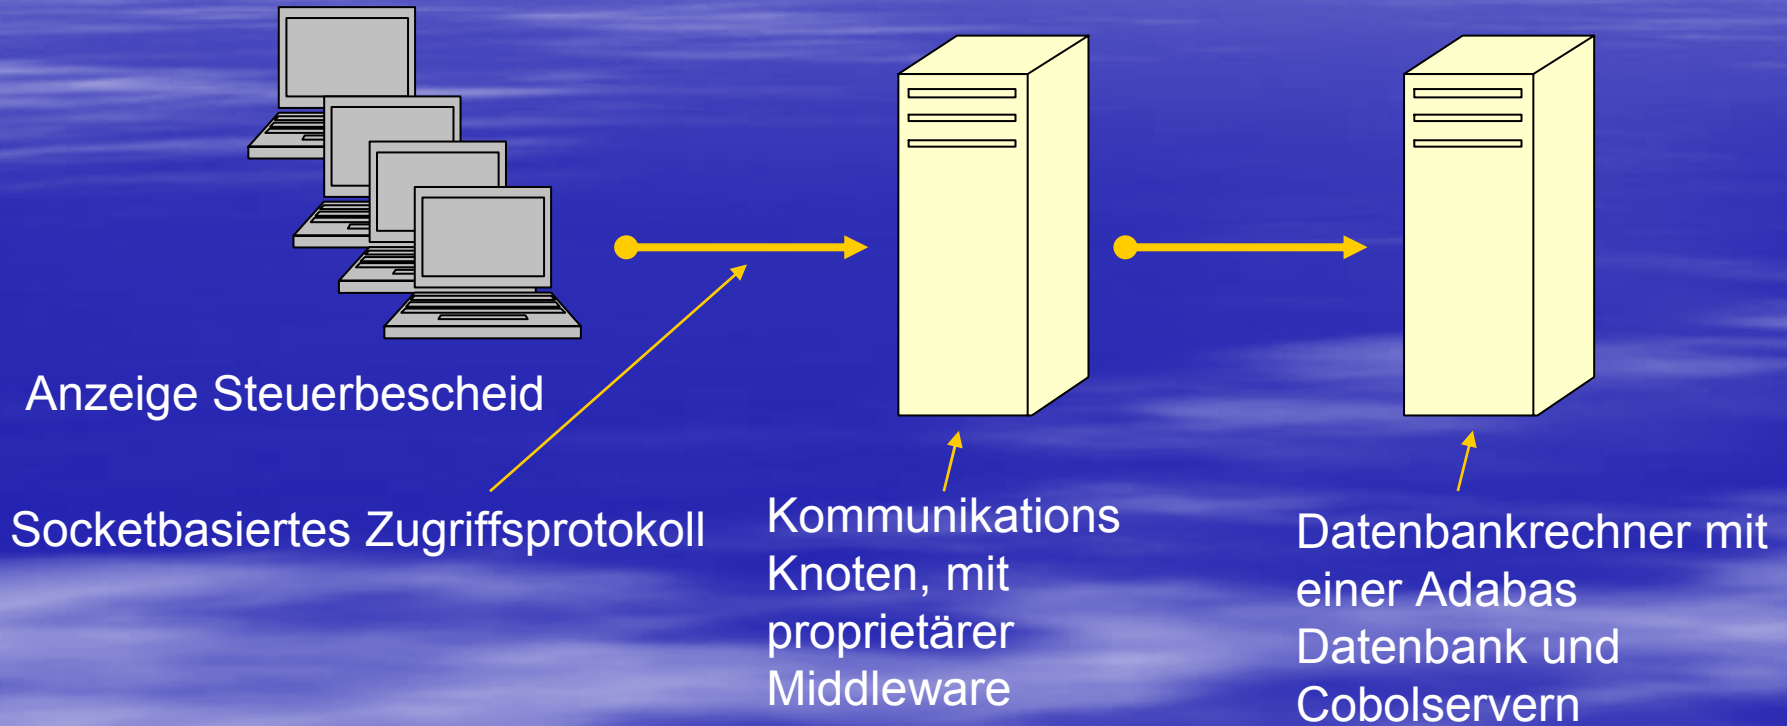 Anzeige Steuerbescheid
Socketbasiertes Zugriffsprotokoll
Kommunikations
Knoten, mit
proprietärer
Middleware
Datenbankrechner mit
einer Adabas
Datenbank und
Cobolservern